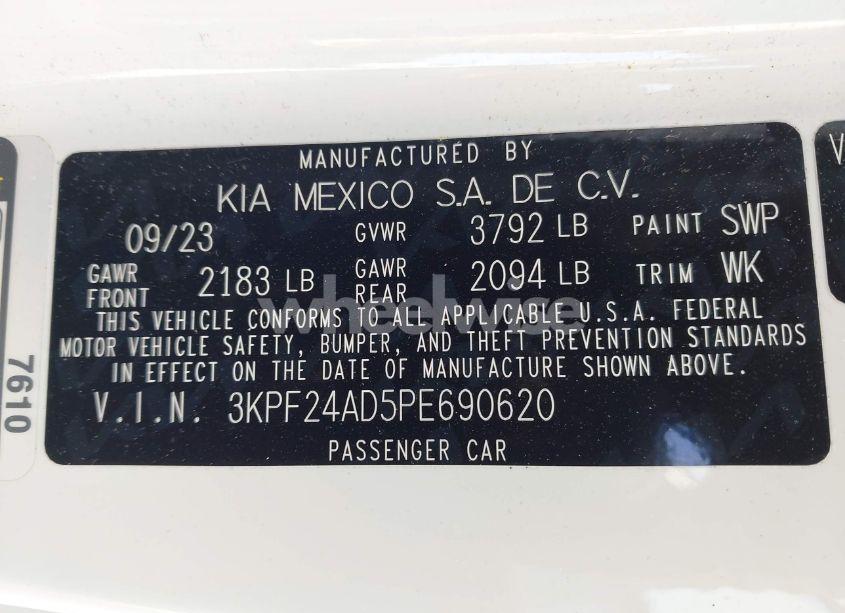 MANUFACTURED BY
KIA MEXICO S.A. DE C.V.
09/23 GVWR 3792 LB PAINT SWP
GAWR FRONT 2183 LB GAWR REAR 2094 LB TRIM WK
THIS VEHICLE CONFORMS TO ALL APPLICABLE U.S.A. FEDERAL
MOTOR VEHICLE SAFETY, BUMPER, AND THEFT PREVENTION STANDARDS
IN EFFECT ON THE DATE OF MANUFACTURE SHOWN ABOVE.
V.I.N. 3KPF24AD5PE690620
PASSENGER CAR
7610
wheelwise
V